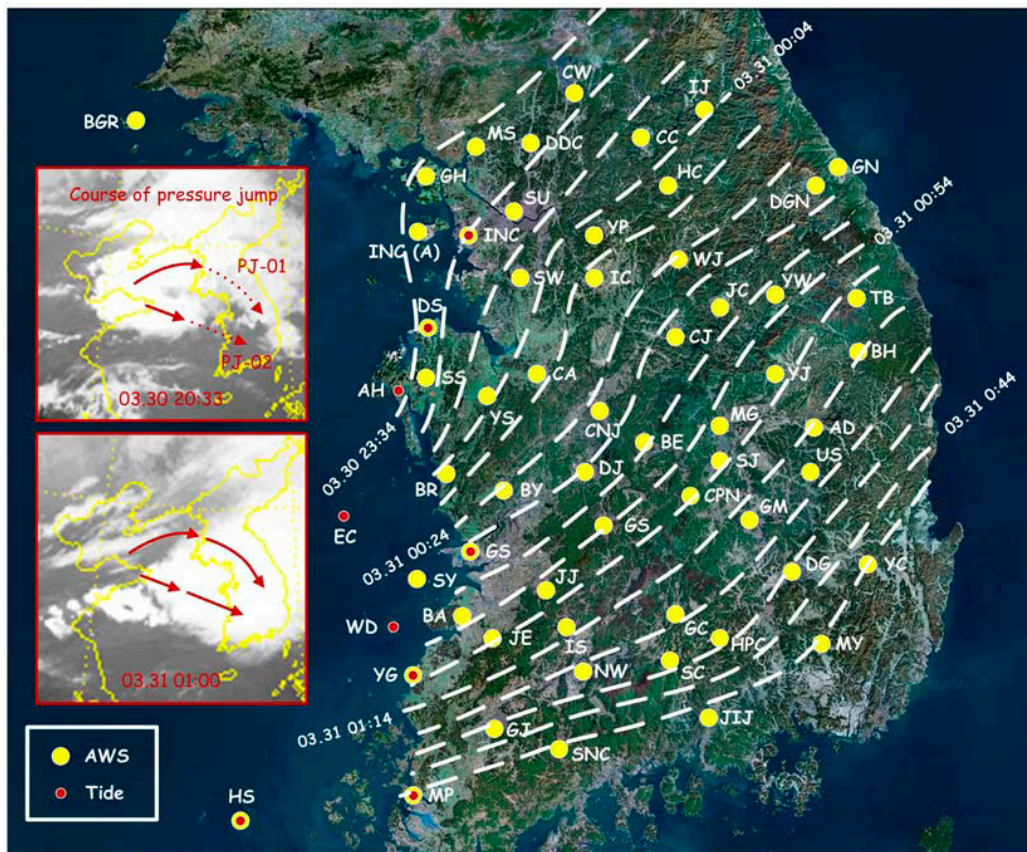 03.31 00:04
CW
IJ
BGR
MS
DDC
CC
GH
HC
GN
DGN
Course of pressure jump
SU
INC (A)
INC
YP
03.31 00:54
PJ-01
WJ
SW
IC
YW
TB
DS
JC
CJ
BH
PJ-02
AH
SS
CA
YJ
03.30 20:33
YS
CNJ
MG
AD
03.31 0:44
BE
03.30 23:34
DJ
SJ
US
BR
BY
CPN
EC
GS
GM
03.31 00:24
GS
SY
JJ
DG
YC
WD
BA
JE
IS
GC
HPC
MY
YG
NW
SC
03.31 01:00
03.31 01:14
GJ
JIJ
SNC
AWS
Tide
HS
MP